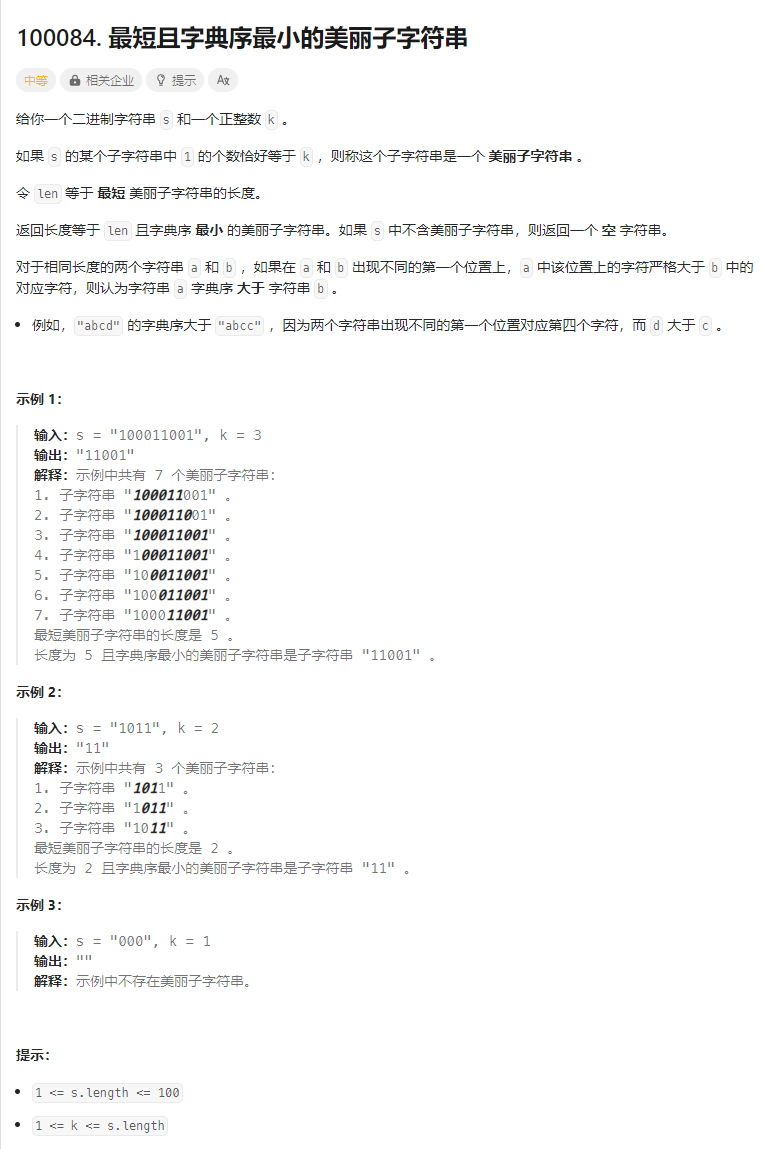 100084. 最短且字典序最小的美丽子字符串
中等 相关企业 提示 A文
给你一个二进制字符串 s 和一个正整数 k 。
如果 s 的某个子字符串中 1 的个数恰好等于 k ，则称这个子字符串是一个 美丽子字符串 。
令 len 等于 最短 美丽子字符串的长度。
返回长度等于 len 且字典序 最小 的美丽子字符串。如果 s 中不含美丽子字符串，则返回一个 空 字符串。
对于相同长度的两个字符串 a 和 b ，如果在 a 和 b 出现不同的第一个位置上， a 中该位置上的字符严格大于 b 中的
对应字符，则认为字符串 a 字典序 大于 字符串 b 。
• 例如， "abcd" 的字典序大于 "abcc" ，因为两个字符串出现不同的第一个位置对应第四个字符，而 d 大于 c 。
示例 1：
输入：s = "100011001", k = 3
输出："11001"
解释：示例中共有 7 个美丽子字符串：
1. 子字符串 "100011001" 。
2. 子字符串 "100011001" 。
3. 子字符串 "100011001" 。
4. 子字符串 "100011001" 。
5. 子字符串 "100011001" 。
6. 子字符串 "100011001" 。
7. 子字符串 "100011001" 。
最短美丽子字符串的长度是 5 。
长度为 5 且字典序最小的美丽子字符串是子字符串 "11001" 。
示例 2：
输入：s = "1011", k = 2
输出："11"
解释：示例中共有 3 个美丽子字符串：
1. 子字符串 "1011" 。
2. 子字符串 "1011" 。
3. 子字符串 "1011" 。
最短美丽子字符串的长度是 2 。
长度为 2 且字典序最小的美丽子字符串是子字符串 "11" 。
示例 3：
输入：s = "000", k = 1
输出：""
解释：示例中不存在美丽子字符串。
提示：
• 1 <= s.length <= 100
• 1 <= k <= s.length